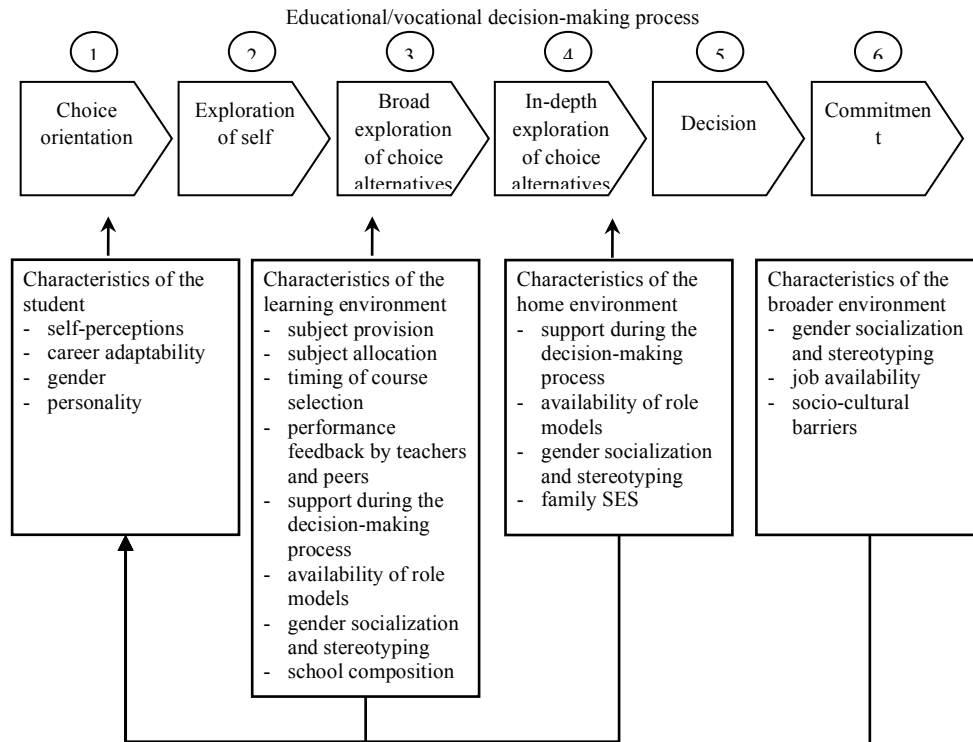 Educational/vocational decision-making process
1
2
3
4
5
6
Choice
orientation
Exploration
of self
Broad
exploration
of choice
alternatives
In-depth
exploration
of choice
alternatives
Decision
Commitmen
t
Characteristics of the
student
- self-perceptions
- career adaptability
- gender
- personality
Characteristics of the
learning environment
- subject provision
- subject allocation
- timing of course
selection
- performance
feedback by teachers
and peers
- support during the
decision-making
process
- availability of role
models
- gender socialization
and stereotyping
- school composition
Characteristics of the
home environment
- support during the
decision-making
process
- availability of role
models
- gender socialization
and stereotyping
- family SES
Characteristics of the
broader environment
- gender socialization
and stereotyping
- job availability
- socio-cultural
barriers